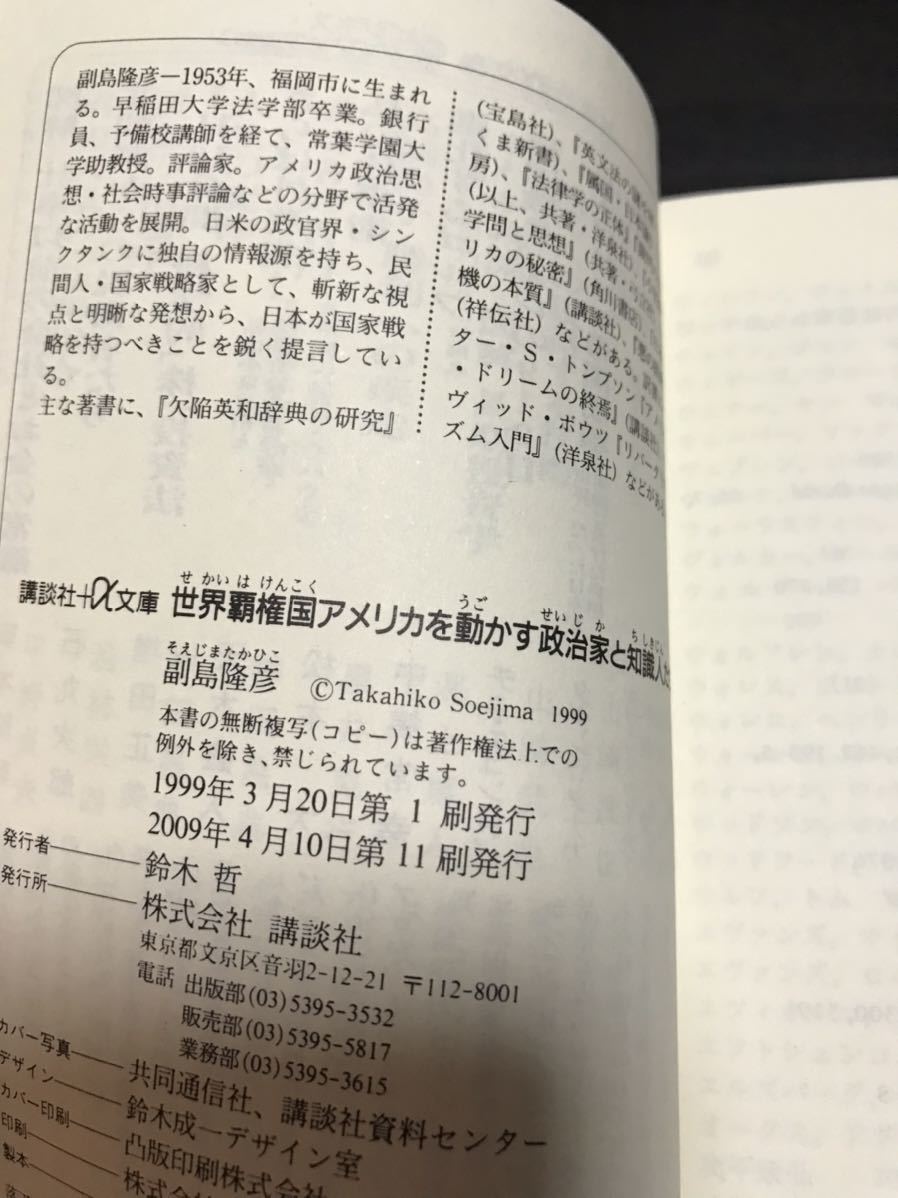 副島隆彦―1953年、福岡市に生まれ
る。早稲田大学法学部卒業。銀行
員、予備校講師を経て、常葉学園大
学助教授。評論家。アメリカ政治思
想・社会時事評論などの分野で活発
な活動を展開。日米の政官界・シン
クタンクに独自の情報源を持ち、民
間人・国家戦略家として、斬新な視
点と明晰な発想から、日本が国家戦
略を持つべきことを鋭く提言してい
る。
主な著書に、『欠陥英和辞典の研究』
(宝島社)、『英文法の
くま新書)、『属国・日本
房)、『法律学の正体』
(以上、共著・洋泉社)、
学問と思想』(共著・
リカの秘密』(
機の本質』(講談社)、
(祥伝社)などがある。
ター・S・トンプソン『ア
・ドリームの終焉』(講談社
ヴィッド・ボウツ『リバータ
ズム入門』(洋泉社)などがある
講談社+α文庫 世界覇権国アメリカを動かす政治家と知識人た
せかいはけんこく うご せいじか ちしきじん
そえじまたかひこ
副島隆彦 ©Takahiko Soejima 1999
本書の無断複写(コピー)は著作権法上での
例外を除き、禁じられています。
1999年3月20日第1刷発行
2009年4月10日第11刷発行
発行者――鈴木 哲
発行所――株式会社 講談社
東京都文京区音羽2-12-21 〒112-8001
電話 出版部(03)5395-3532
販売部(03)5395-5817
業務部(03)5395-3615
カバー写真――共同通信社、講談社資料センター
デザイン――鈴木成一デザイン室
カバー印刷――凸版印刷株式会社
印刷――株式会
製本